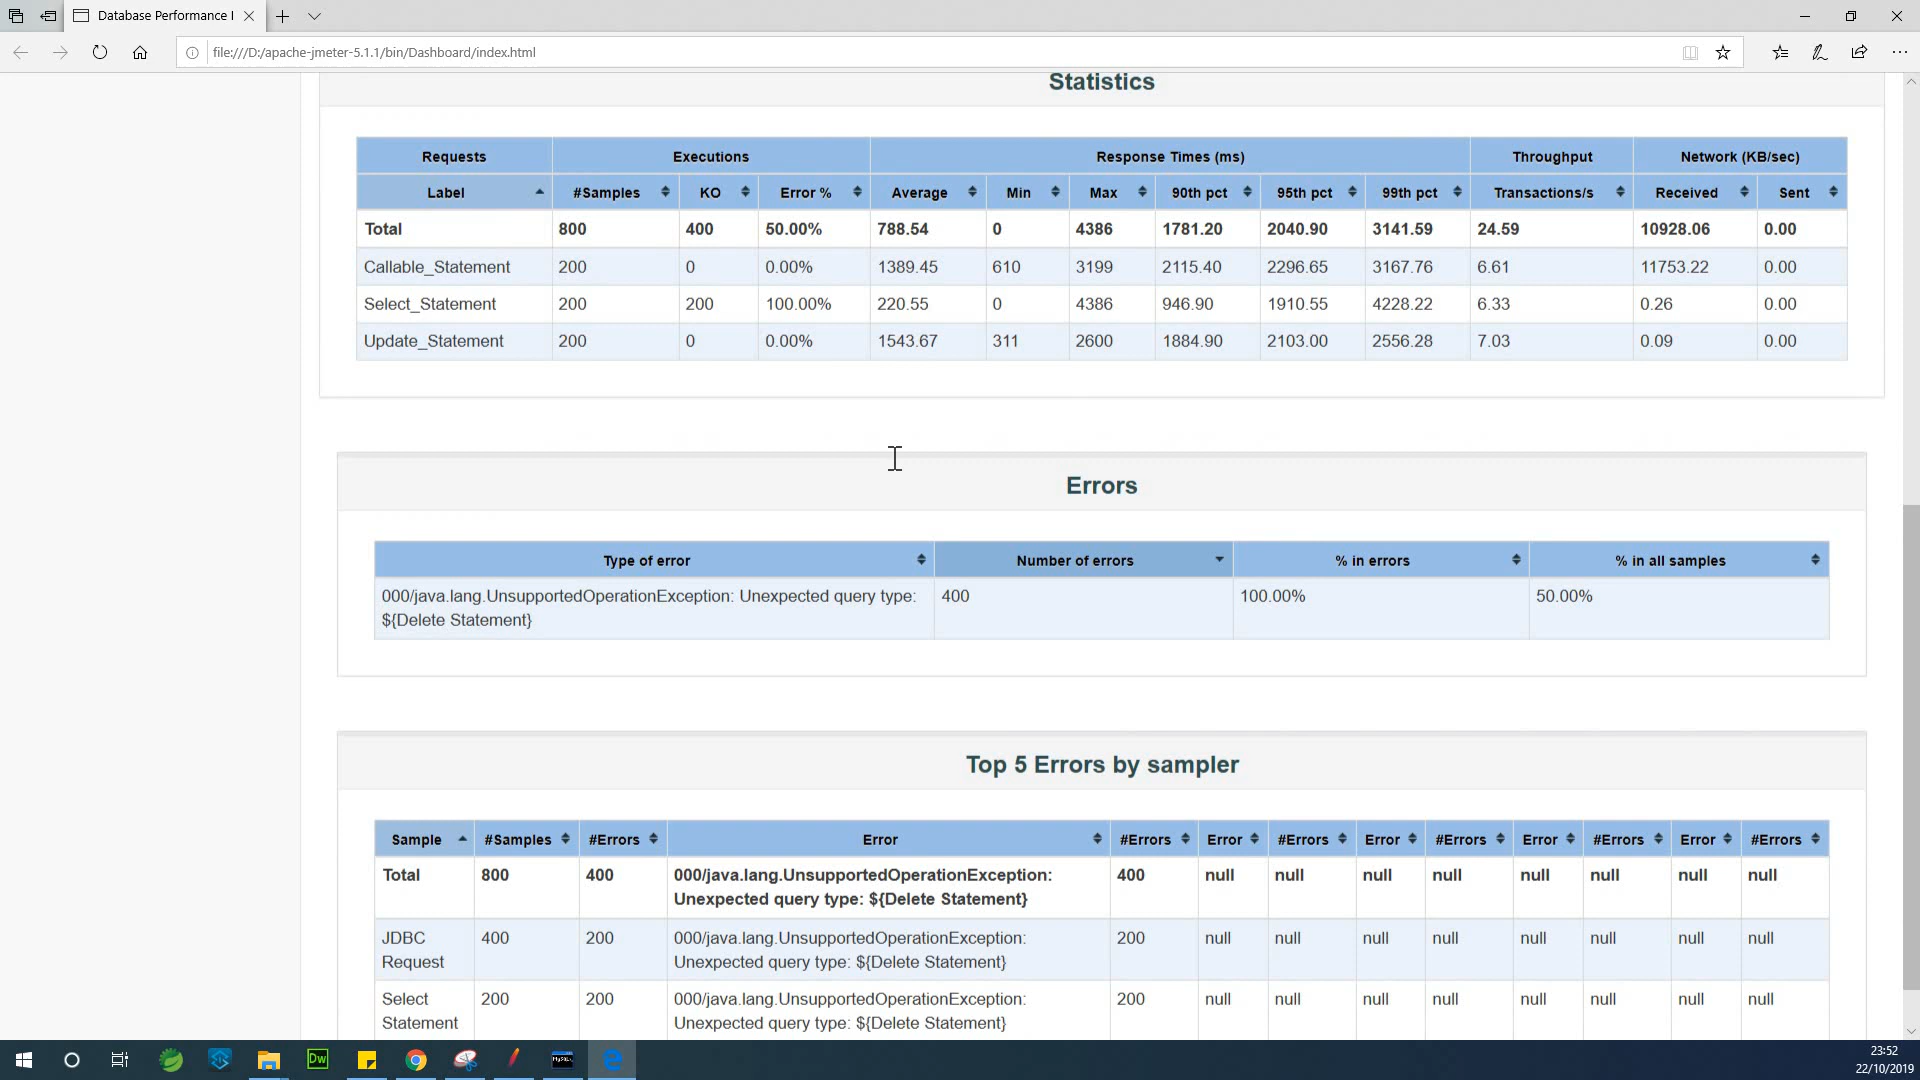 Database Performance I
file:///D:/apache-jmeter-5.1.1/bin/Dashboard/index.html
Statistics
Requests Executions Response Times (ms) Throughput Network (KB/sec)
Label #Samples KO Error % Average Min Max 90th pct 95th pct 99th pct Transactions/s Received Sent
Total 800 400 50.00% 788.54 0 4386 1781.20 2040.90 3141.59 24.59 10928.06 0.00
Callable_Statement 200 0 0.00% 1389.45 610 3199 2115.40 2296.65 3167.76 6.61 11753.22 0.00
Select_Statement 200 200 100.00% 220.55 0 4386 946.90 1910.55 4228.22 6.33 0.26 0.00
Update_Statement 200 0 0.00% 1543.67 311 2600 1884.90 2103.00 2556.28 7.03 0.09 0.00
Errors
Type of error Number of errors % in errors % in all samples
000/java.lang.UnsupportedOperationException: Unexpected query type: 400 100.00% 50.00%
${Delete Statement}
Top 5 Errors by sampler
Sample #Samples #Errors Error #Errors Error #Errors Error #Errors Error #Errors Error #Errors
Total 800 400 000/java.lang.UnsupportedOperationException: 400 null null null null null null null null
Unexpected query type: ${Delete Statement}
JDBC 400 200 000/java.lang.UnsupportedOperationException: 200 null null null null null null null null
Request Unexpected query type: ${Delete Statement}
Select 200 200 000/java.lang.UnsupportedOperationException: 200 null null null null null null null null
Statement Unexpected query type: ${Delete Statement}
Dw
23:52
22/10/2019